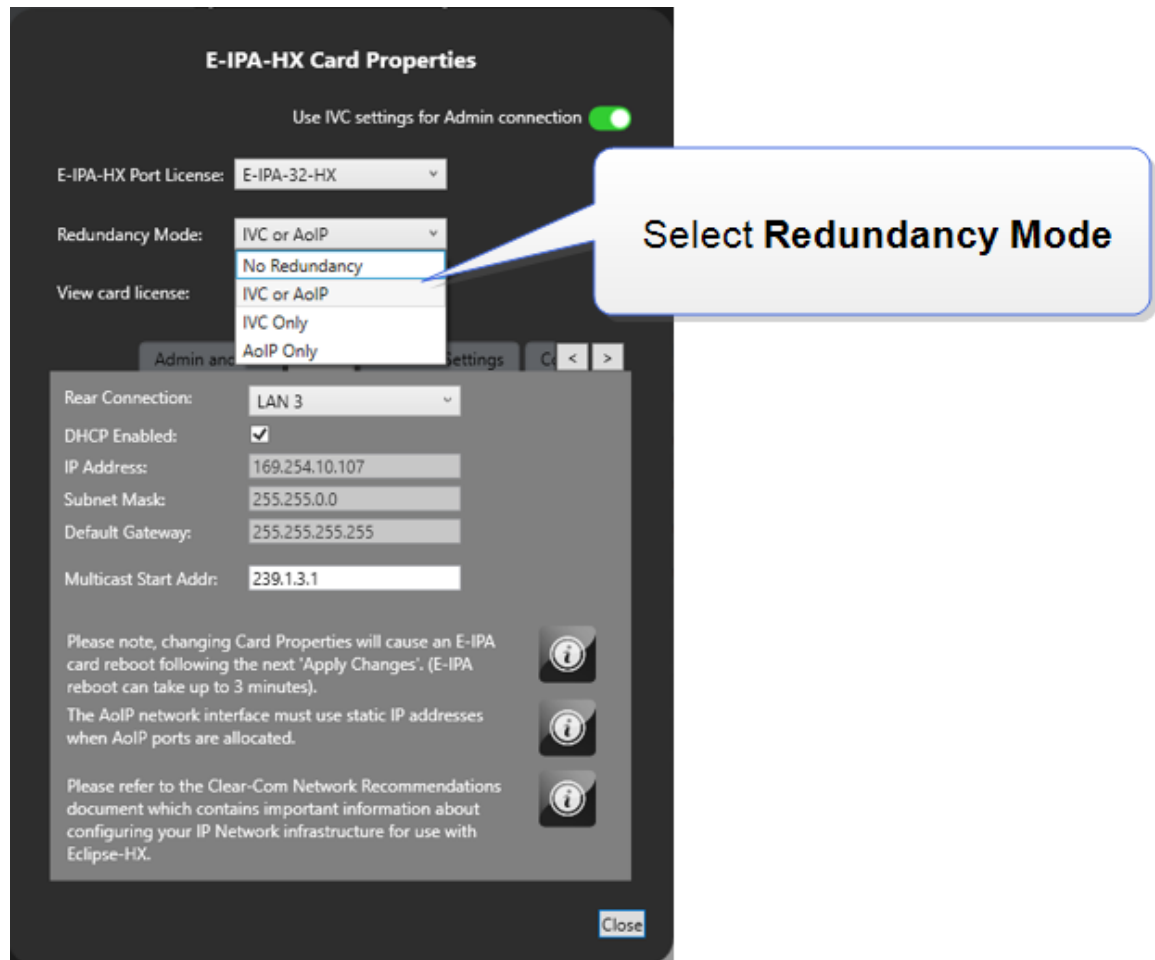 E-IPA-HX Card Properties
Use IVC settings for Admin connection
E-IPA-HX Port License: E-IPA-32-HX
Select Redundancy Mode
Redundancy Mode: IVC or AoIP
No Redundancy
View card license: IVC or AoIP
IVC Only
AoIP Only
Admin and Settings < >
Rear Connection: LAN 3
DHCP Enabled:
IP Address: 169.254.10.107
Subnet Mask: 255.255.0.0
Default Gateway: 255.255.255.255
Multicast Start Addr: 239.1.3.1
Please note, changing Card Properties will cause an E-IPA
card reboot following the next 'Apply Changes'. (E-IPA
reboot can take up to 3 minutes).
The AoIP network interface must use static IP addresses
when AoIP ports are allocated.
Please refer to the Clear-Com Network Recommendations
document which contains important information about
configuring your IP Network infrastructure for use with
Eclipse-HX.
Close